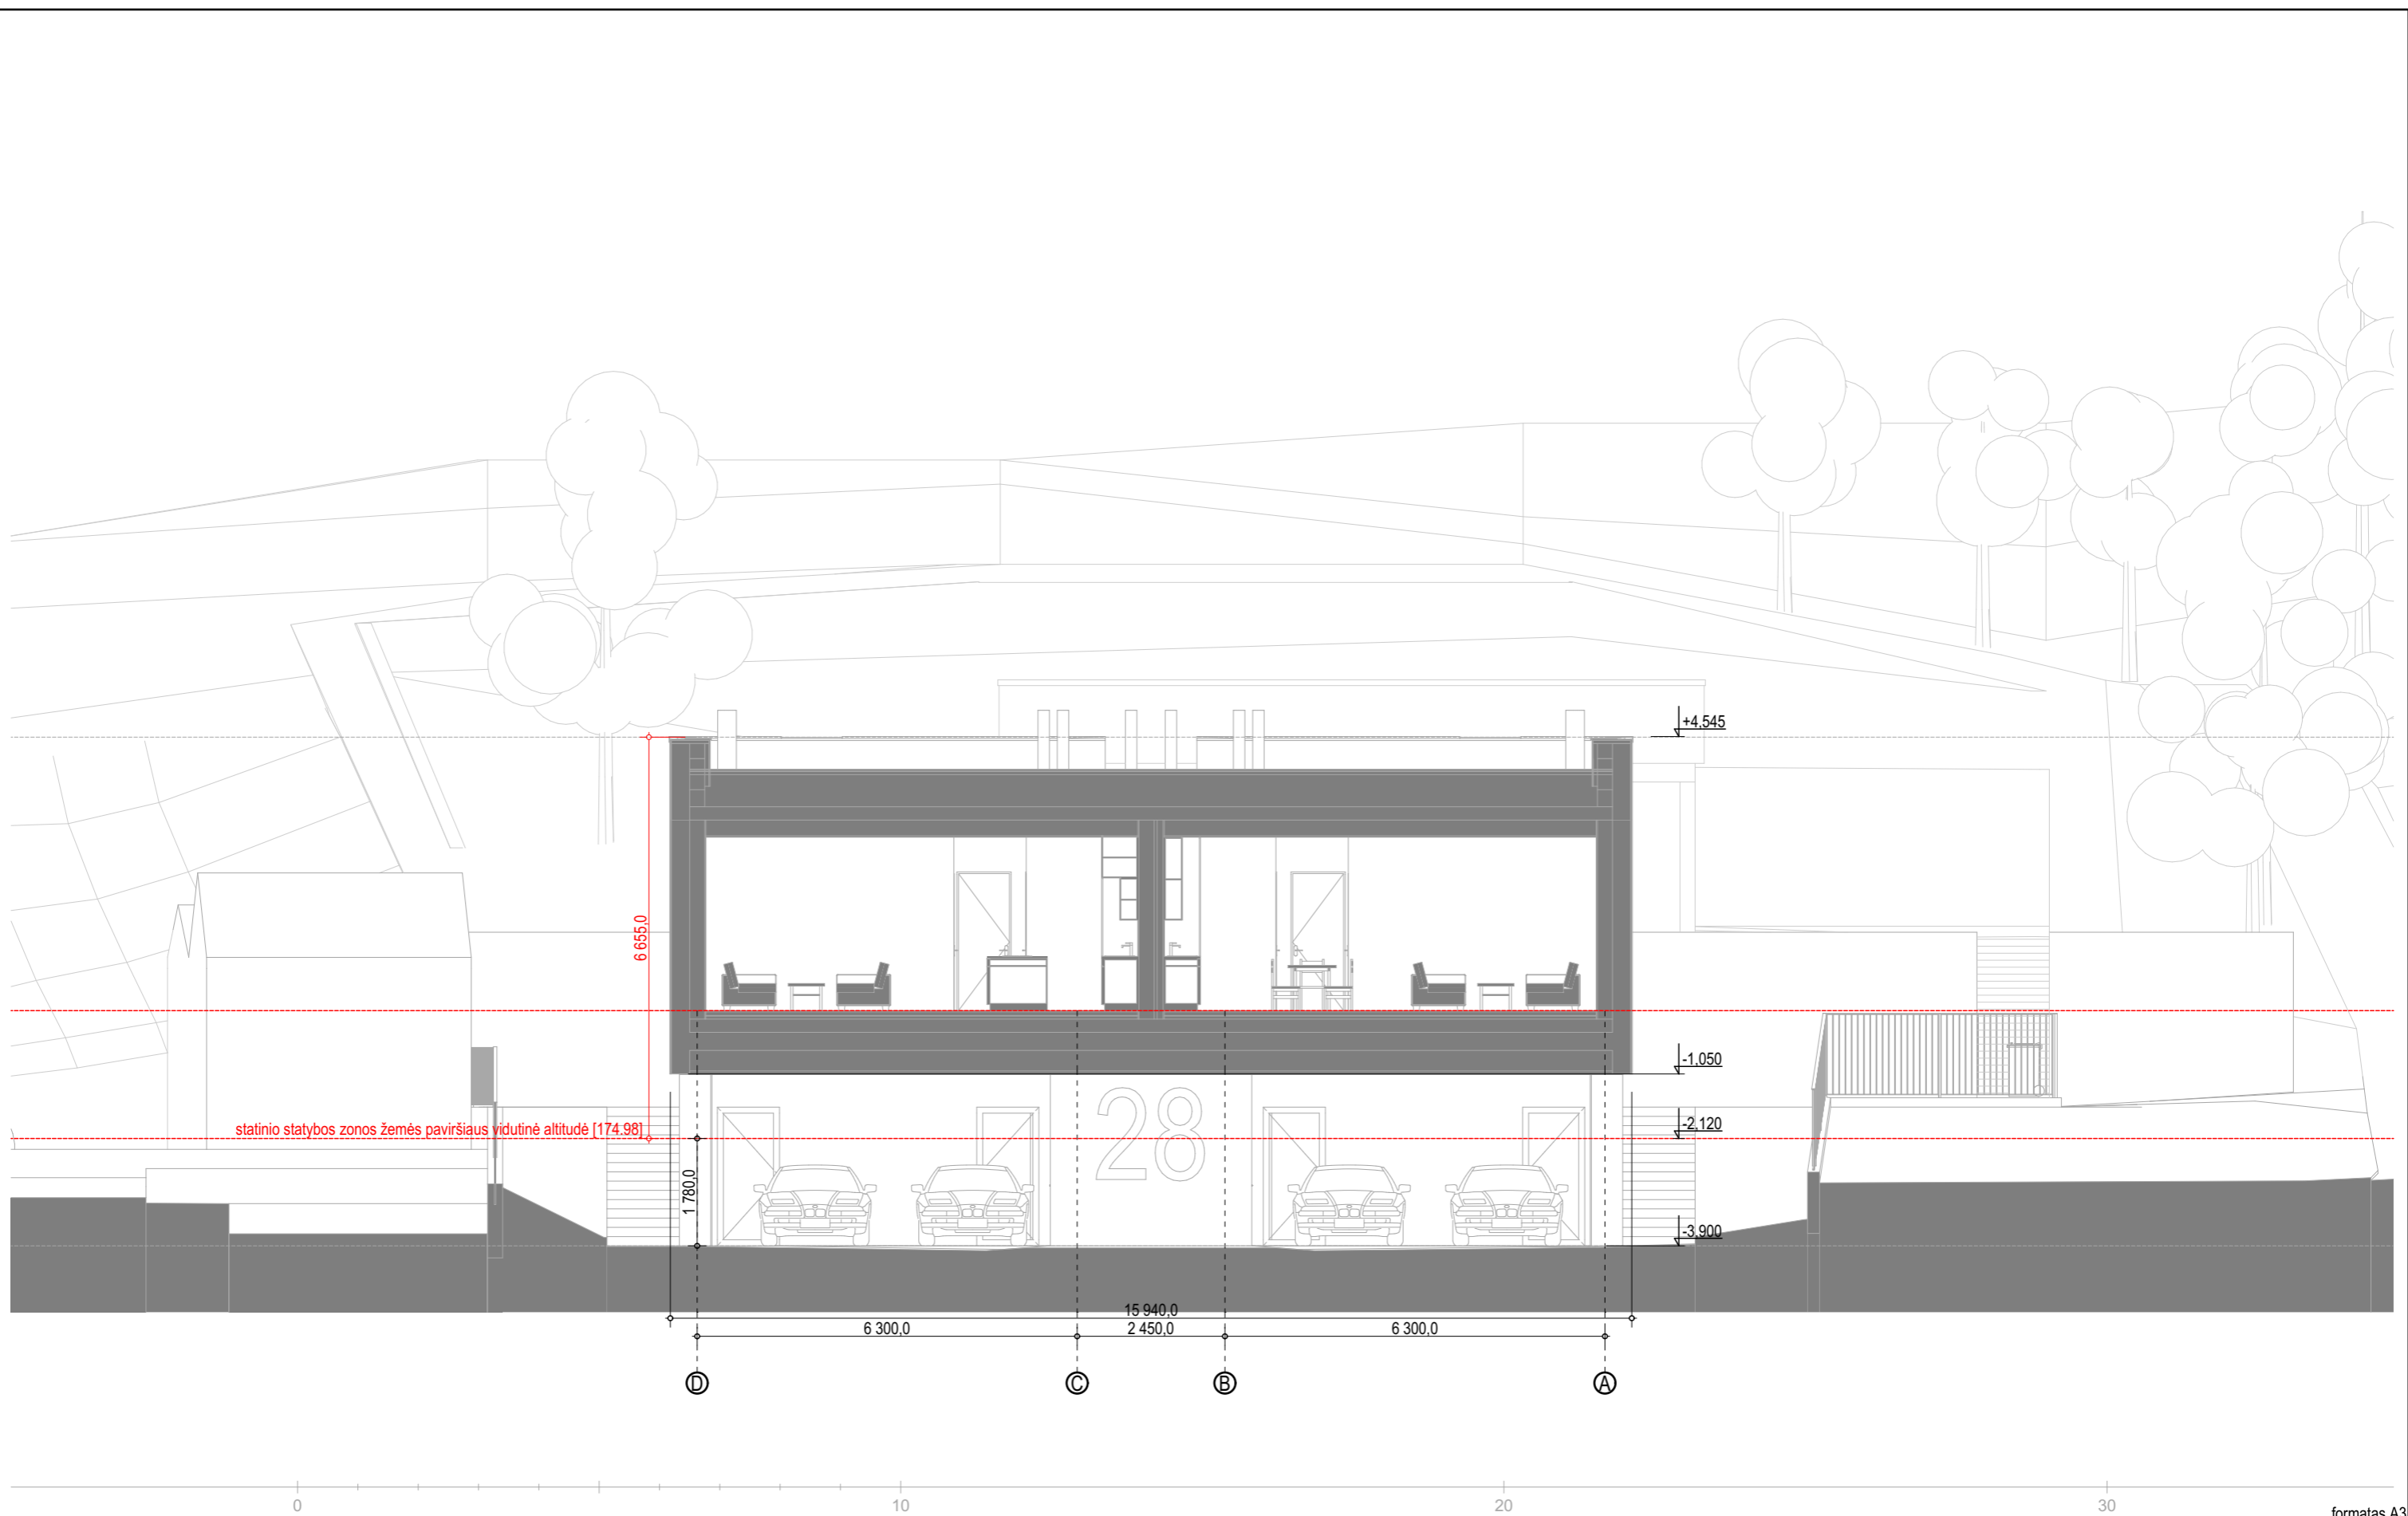 +4,545
6 655,0
-1,050
28
statinio statybos zonos žemės paviršiaus vidutinė altitudė [174.98]
-2,120
1 780,0
-3,900
15 940,0
6 300,0 2 450,0 6 300,0
D C B A
0 10 20 30
formatas A3